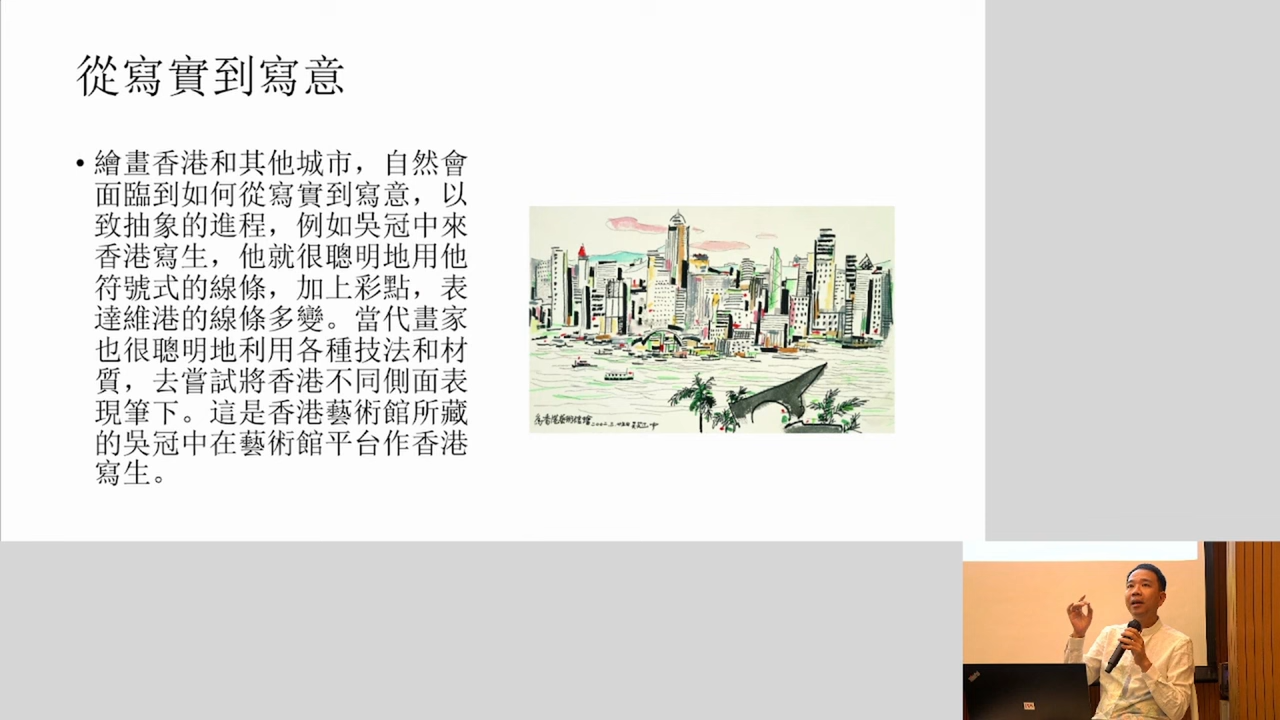 從寫實到寫意
• 繪畫香港和其他城市，自然會
面臨到如何從寫實到寫意，以
致抽象的進程，例如吳冠中來
香港寫生，他就很聰明地用他
符號式的線條，加上彩點，表
達維港的線條多變。當代畫家
也很聰明地利用各種技法和材
質，去嘗試將香港不同側面表
現筆下。這是香港藝術館所藏
的吳冠中在藝術館平台作香港
寫生。